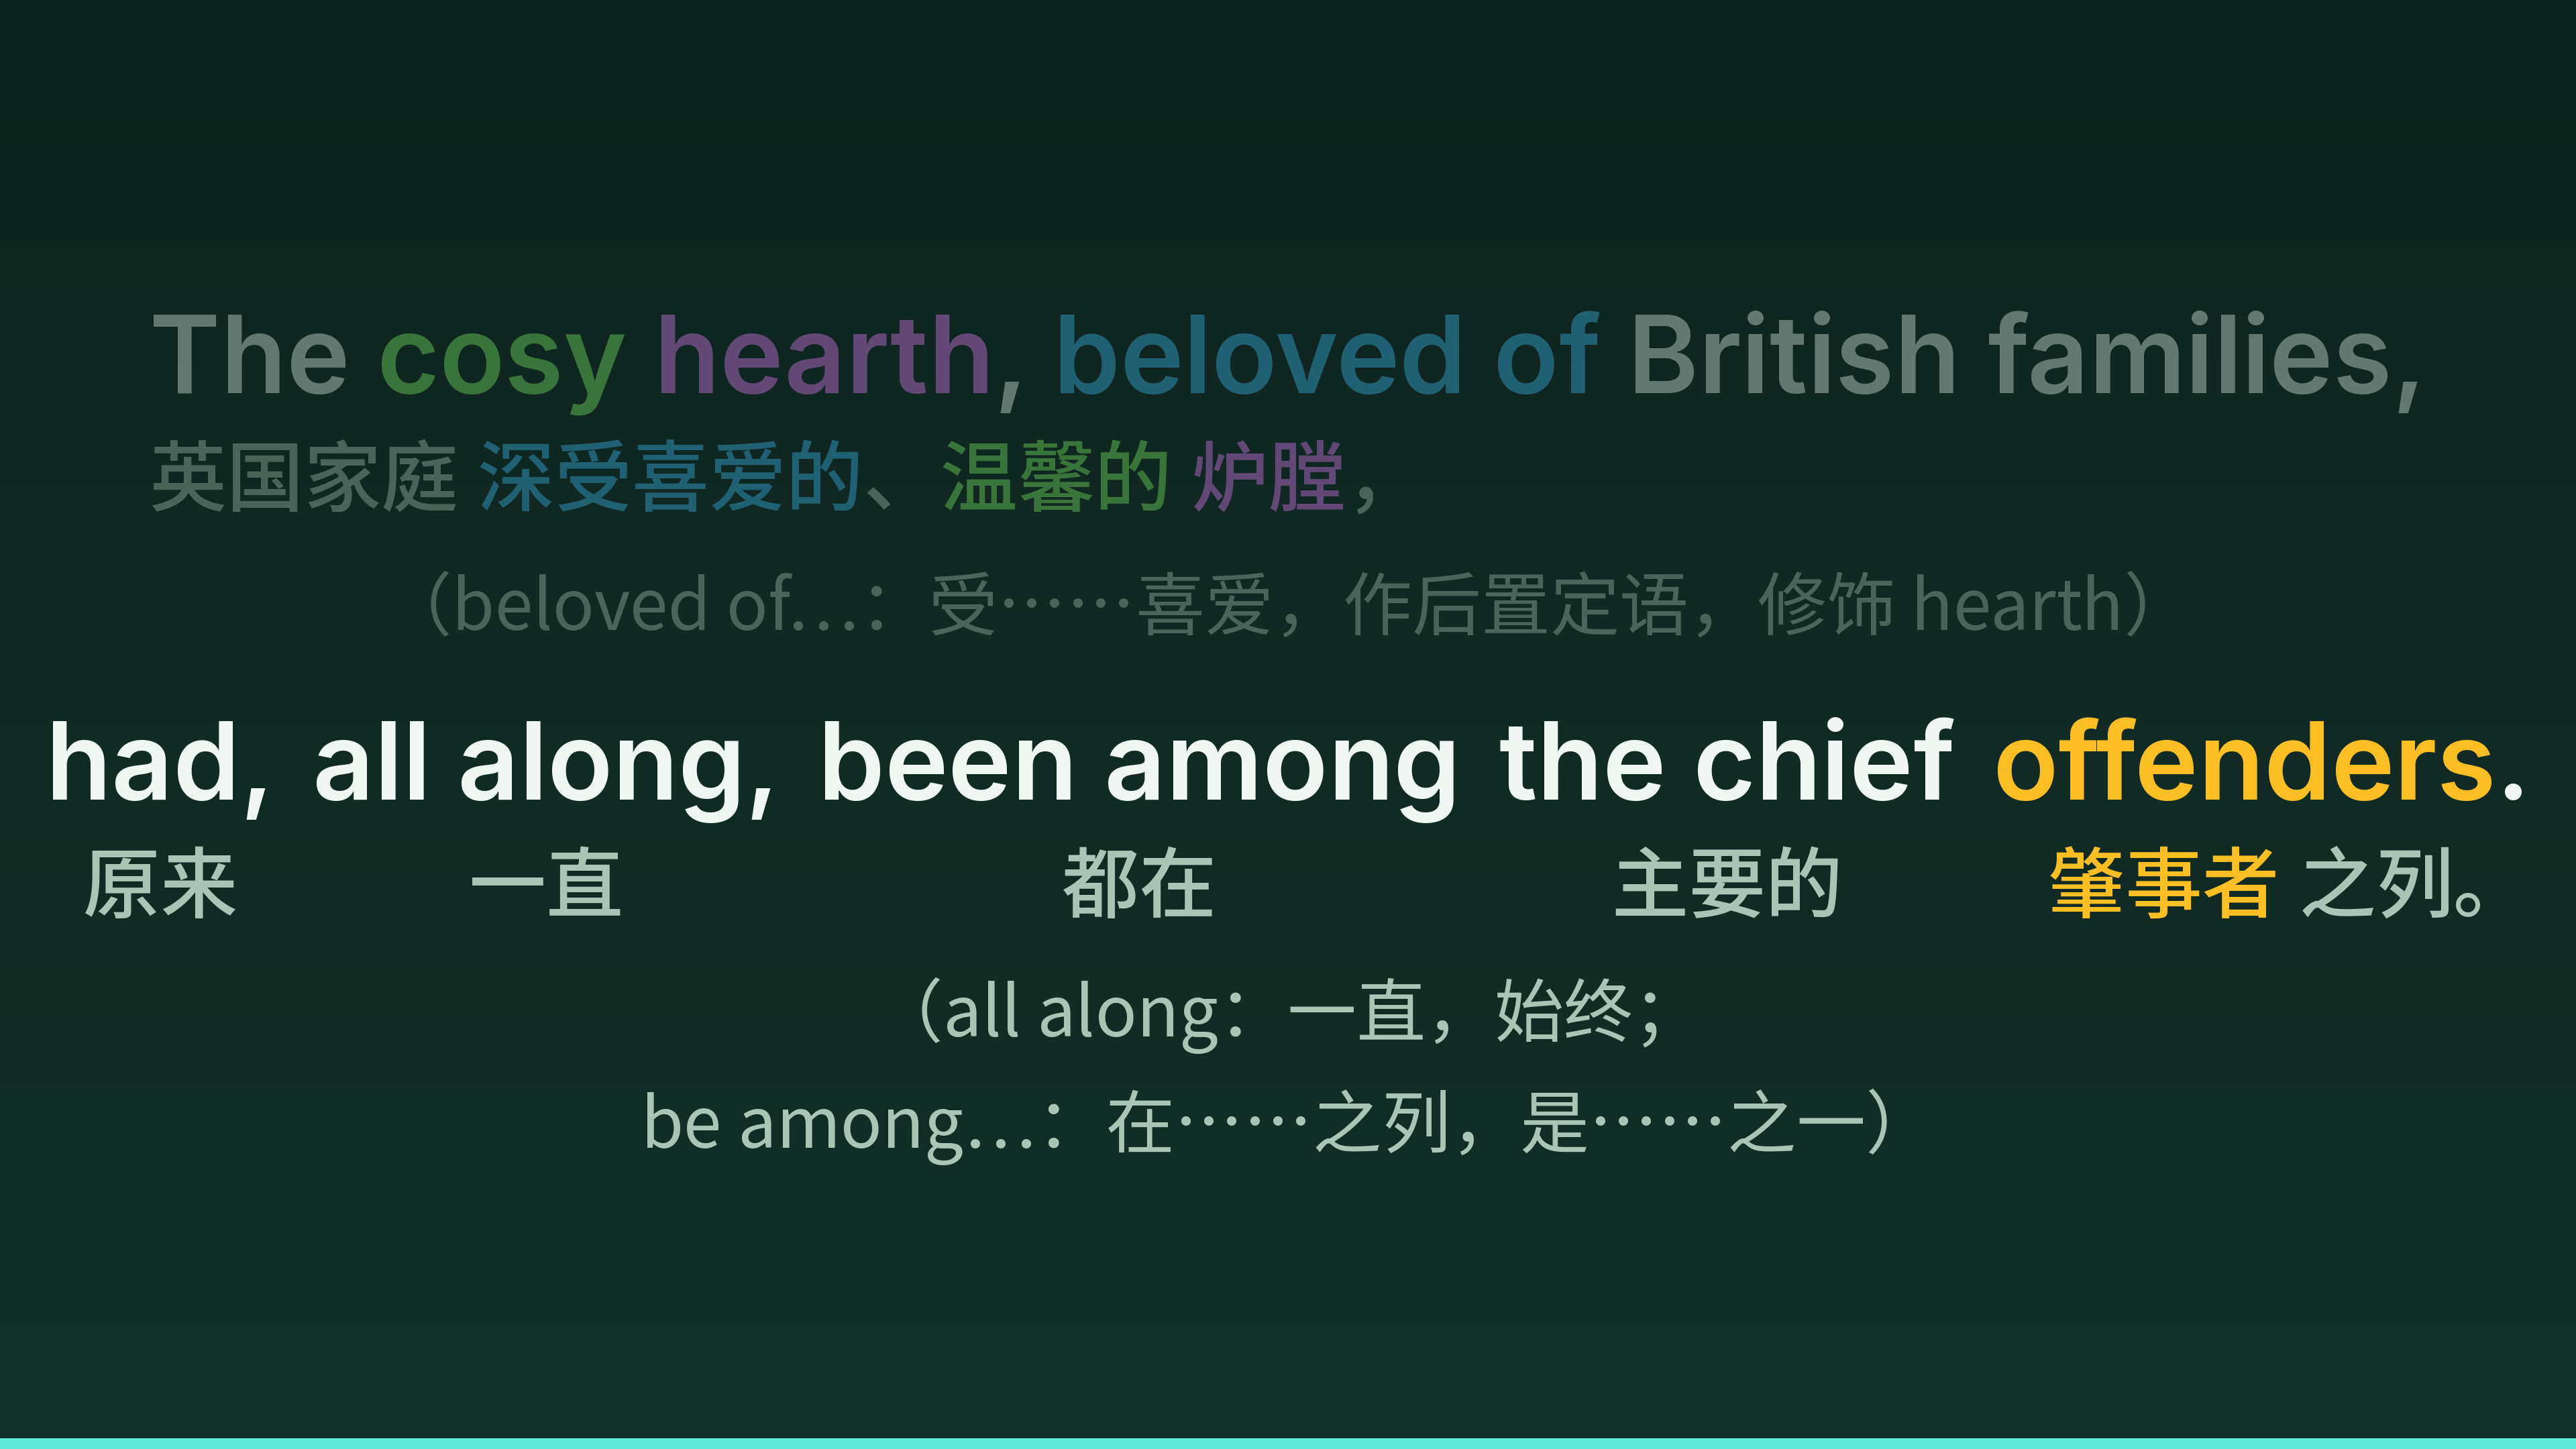 The cosy hearth, beloved of British families,
英国家庭 深受喜爱的、温馨的 炉膛，
（beloved of…：受……喜爱，作后置定语，修饰 hearth）
had, all along, been among the chief offenders.
原来 一直 都在 主要的 肇事者 之列。
（all along：一直，始终；
be among…：在……之列，是……之一）